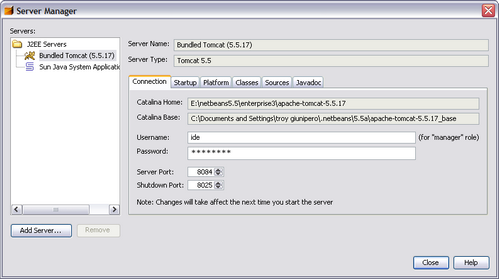 Server Manager
Servers:
J2EE Servers
Bundled Tomcat (5.5.17)
Sun Java System Applicatio
Add Server...
Remove
Server Name: Bundled Tomcat (5.5.17)
Server Type: Tomcat 5.5
Connection Startup Platform Classes Sources Javadoc
Catalina Home: E:\netbeans5.5\enterprise3\apache-tomcat-5.5.17
Catalina Base: C:\Documents and Settings\troy giunipero\.netbeans\5.5a\apache-tomcat-5.5.17_base
Username: ide (for "manager" role)
Password: ********
Server Port: 8084
Shutdown Port: 8025
Note: Changes will take affect the next time you start the server
Close Help